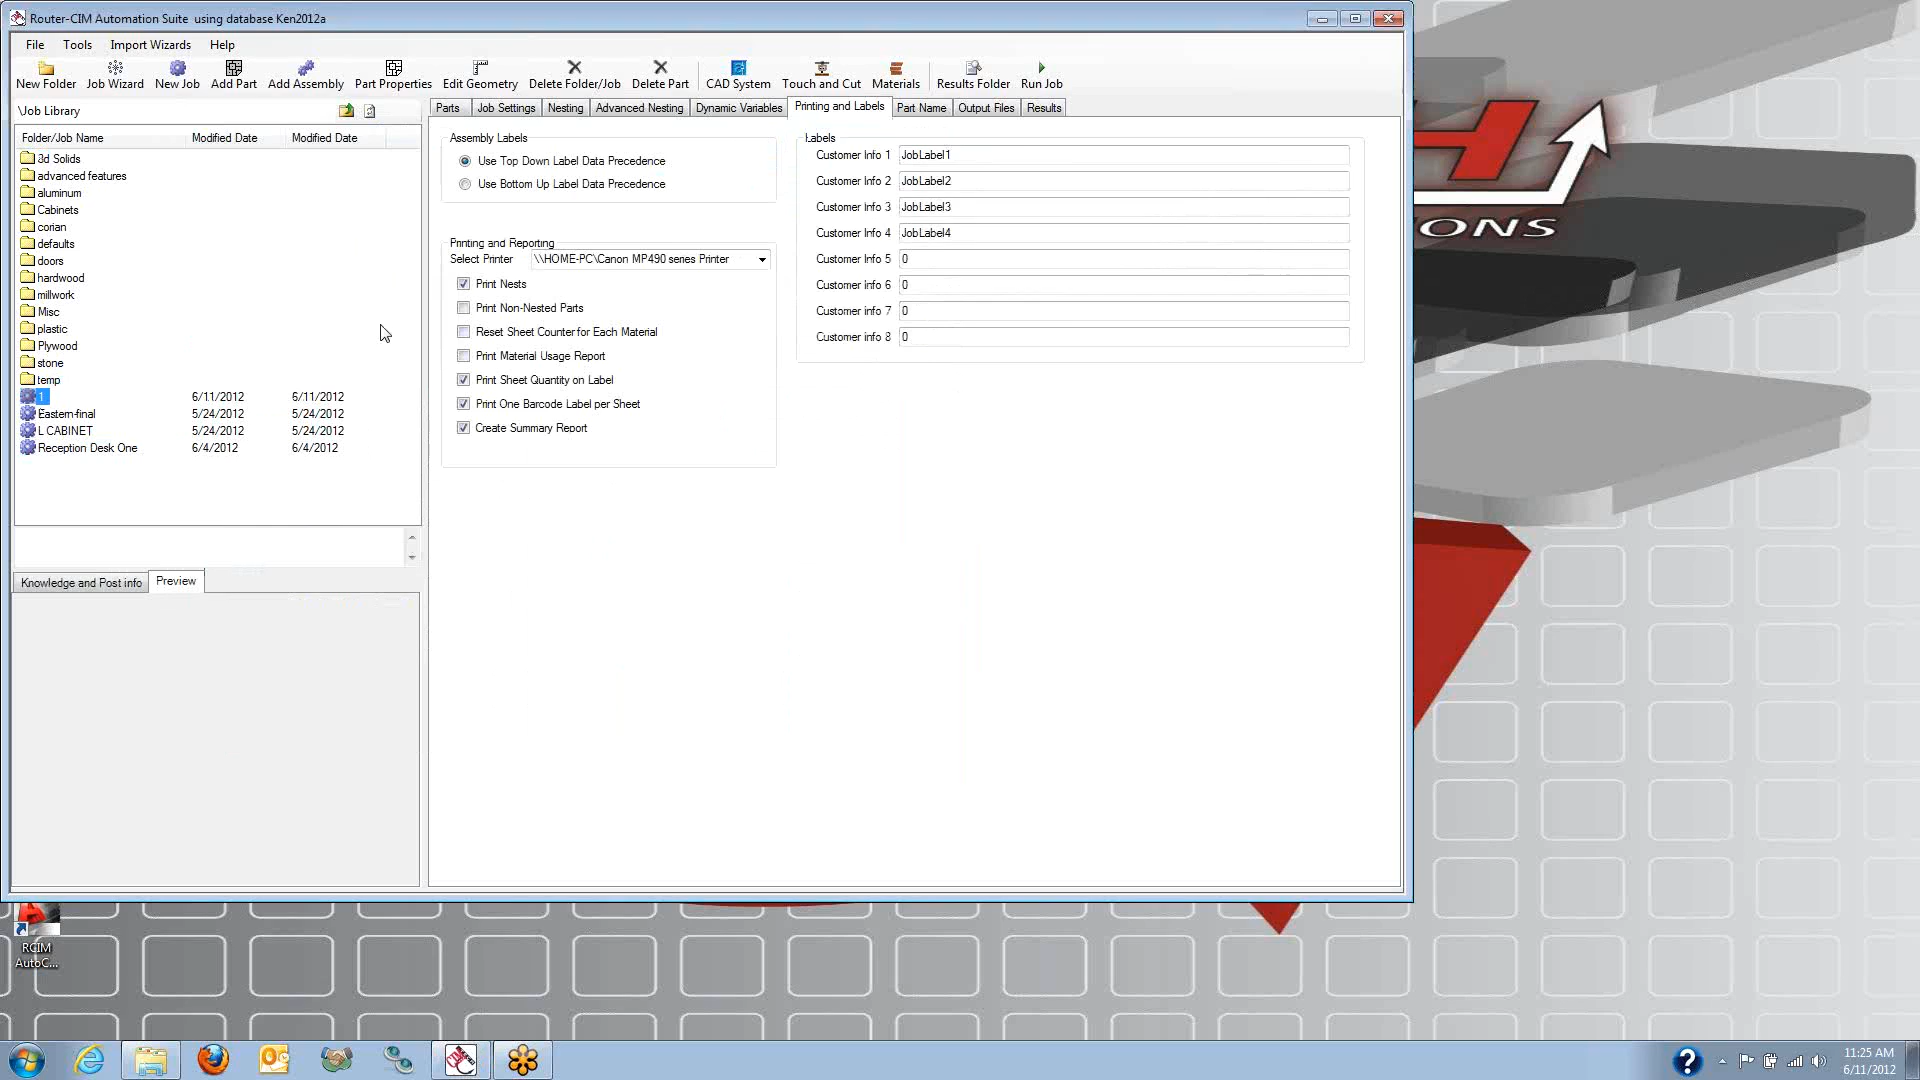 Router-CIM Automation Suite using database Ken2012a
File Tools Import Wizards Help
New Folder Job Wizard New Job Add Part Add Assembly Part Properties Edit Geometry Delete Folder/Job Delete Part CAD System Touch and Cut Materials Results Folder Run Job
\Job Library
Parts Job Settings Nesting Advanced Nesting Dynamic Variables Printing and Labels Part Name Output Files Results
Folder/Job Name Modified Date Modified Date
3d Solids
advanced features
aluminum
Cabinets
corian
defaults
doors
hardwood
millwork
Misc
plastic
Plywood
stone
temp
1 6/11/2012 6/11/2012
Eastern-final 5/24/2012 5/24/2012
L CABINET 5/24/2012 5/24/2012
Reception Desk One 6/4/2012 6/4/2012
Knowledge and Post info Preview
Assembly Labels
Use Top Down Label Data Precedence
Use Bottom Up Label Data Precedence
Printing and Reporting
Select Printer \\HOME-PC\Canon MP490 series Printer
Print Nests
Print Non-Nested Parts
Reset Sheet Counter for Each Material
Print Material Usage Report
Print Sheet Quantity on Label
Print One Barcode Label per Sheet
Create Summary Report
Labels
Customer Info 1 JobLabel1
Customer Info 2 JobLabel2
Customer Info 3 JobLabel3
Customer Info 4 JobLabel4
Customer Info 5 0
Customer info 6 0
Customer Info 7 0
Customer info 8 0
H
ONS
RCIM
AutoC...
11:25 AM
6/11/2012